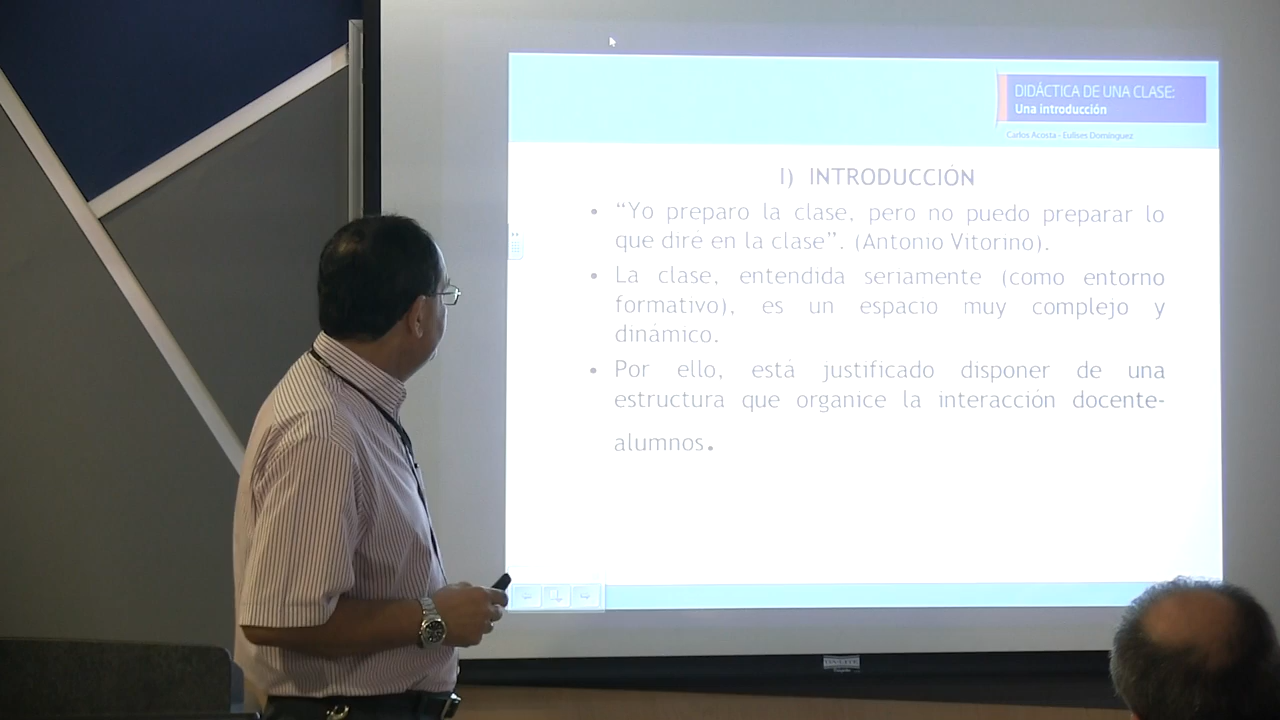 DIDÁCTICA DE UNA CLASE:
Una introducción
Carlos Acosta - Eulises Domínguez
I) INTRODUCCIÓN
• “Yo preparo la clase, pero no puedo preparar lo
que diré en la clase”. (Antonio Vitorino).
• La clase, entendida seriamente (como entorno
formativo), es un espacio muy complejo y
dinámico.
• Por ello, está justificado disponer de una
estructura que organice la interacción docente-
alumnos.
DA-LITE